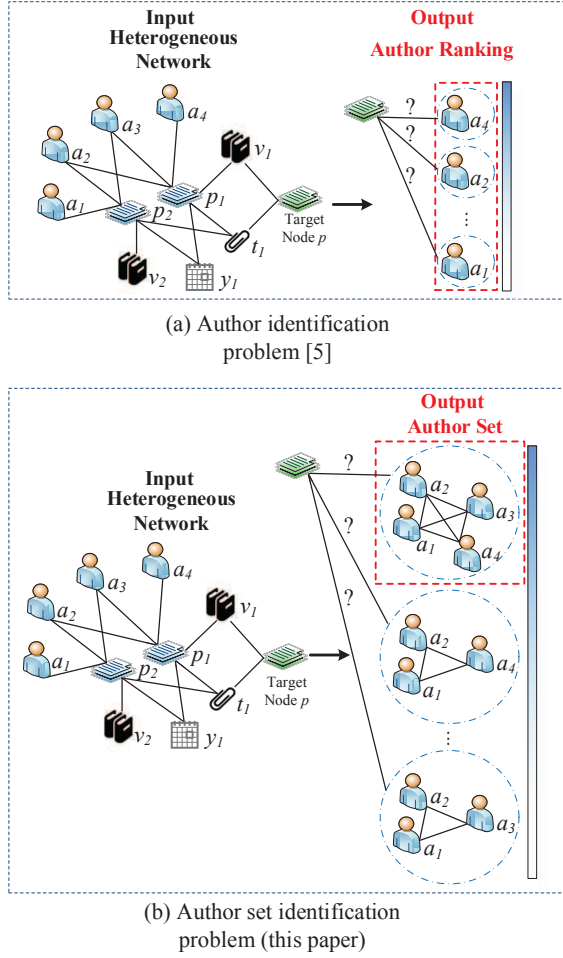 Input
Heterogeneous
Network
Output
Author Ranking
a3
a4
a2
v1
a1
p1
p2
Target
Node p
t1
v2
y1
?
?
?
a4
a2
...
a1
(a) Author identification
problem [5]
Output
Author Set
Input
Heterogeneous
Network
a3
a4
a2
v1
a1
p1
p2
Target
Node p
t1
v2
y1
?
?
?
a2
a3
a1
a4
a2
a4
a1
...
a2
a3
a1
(b) Author set identification
problem (this paper)